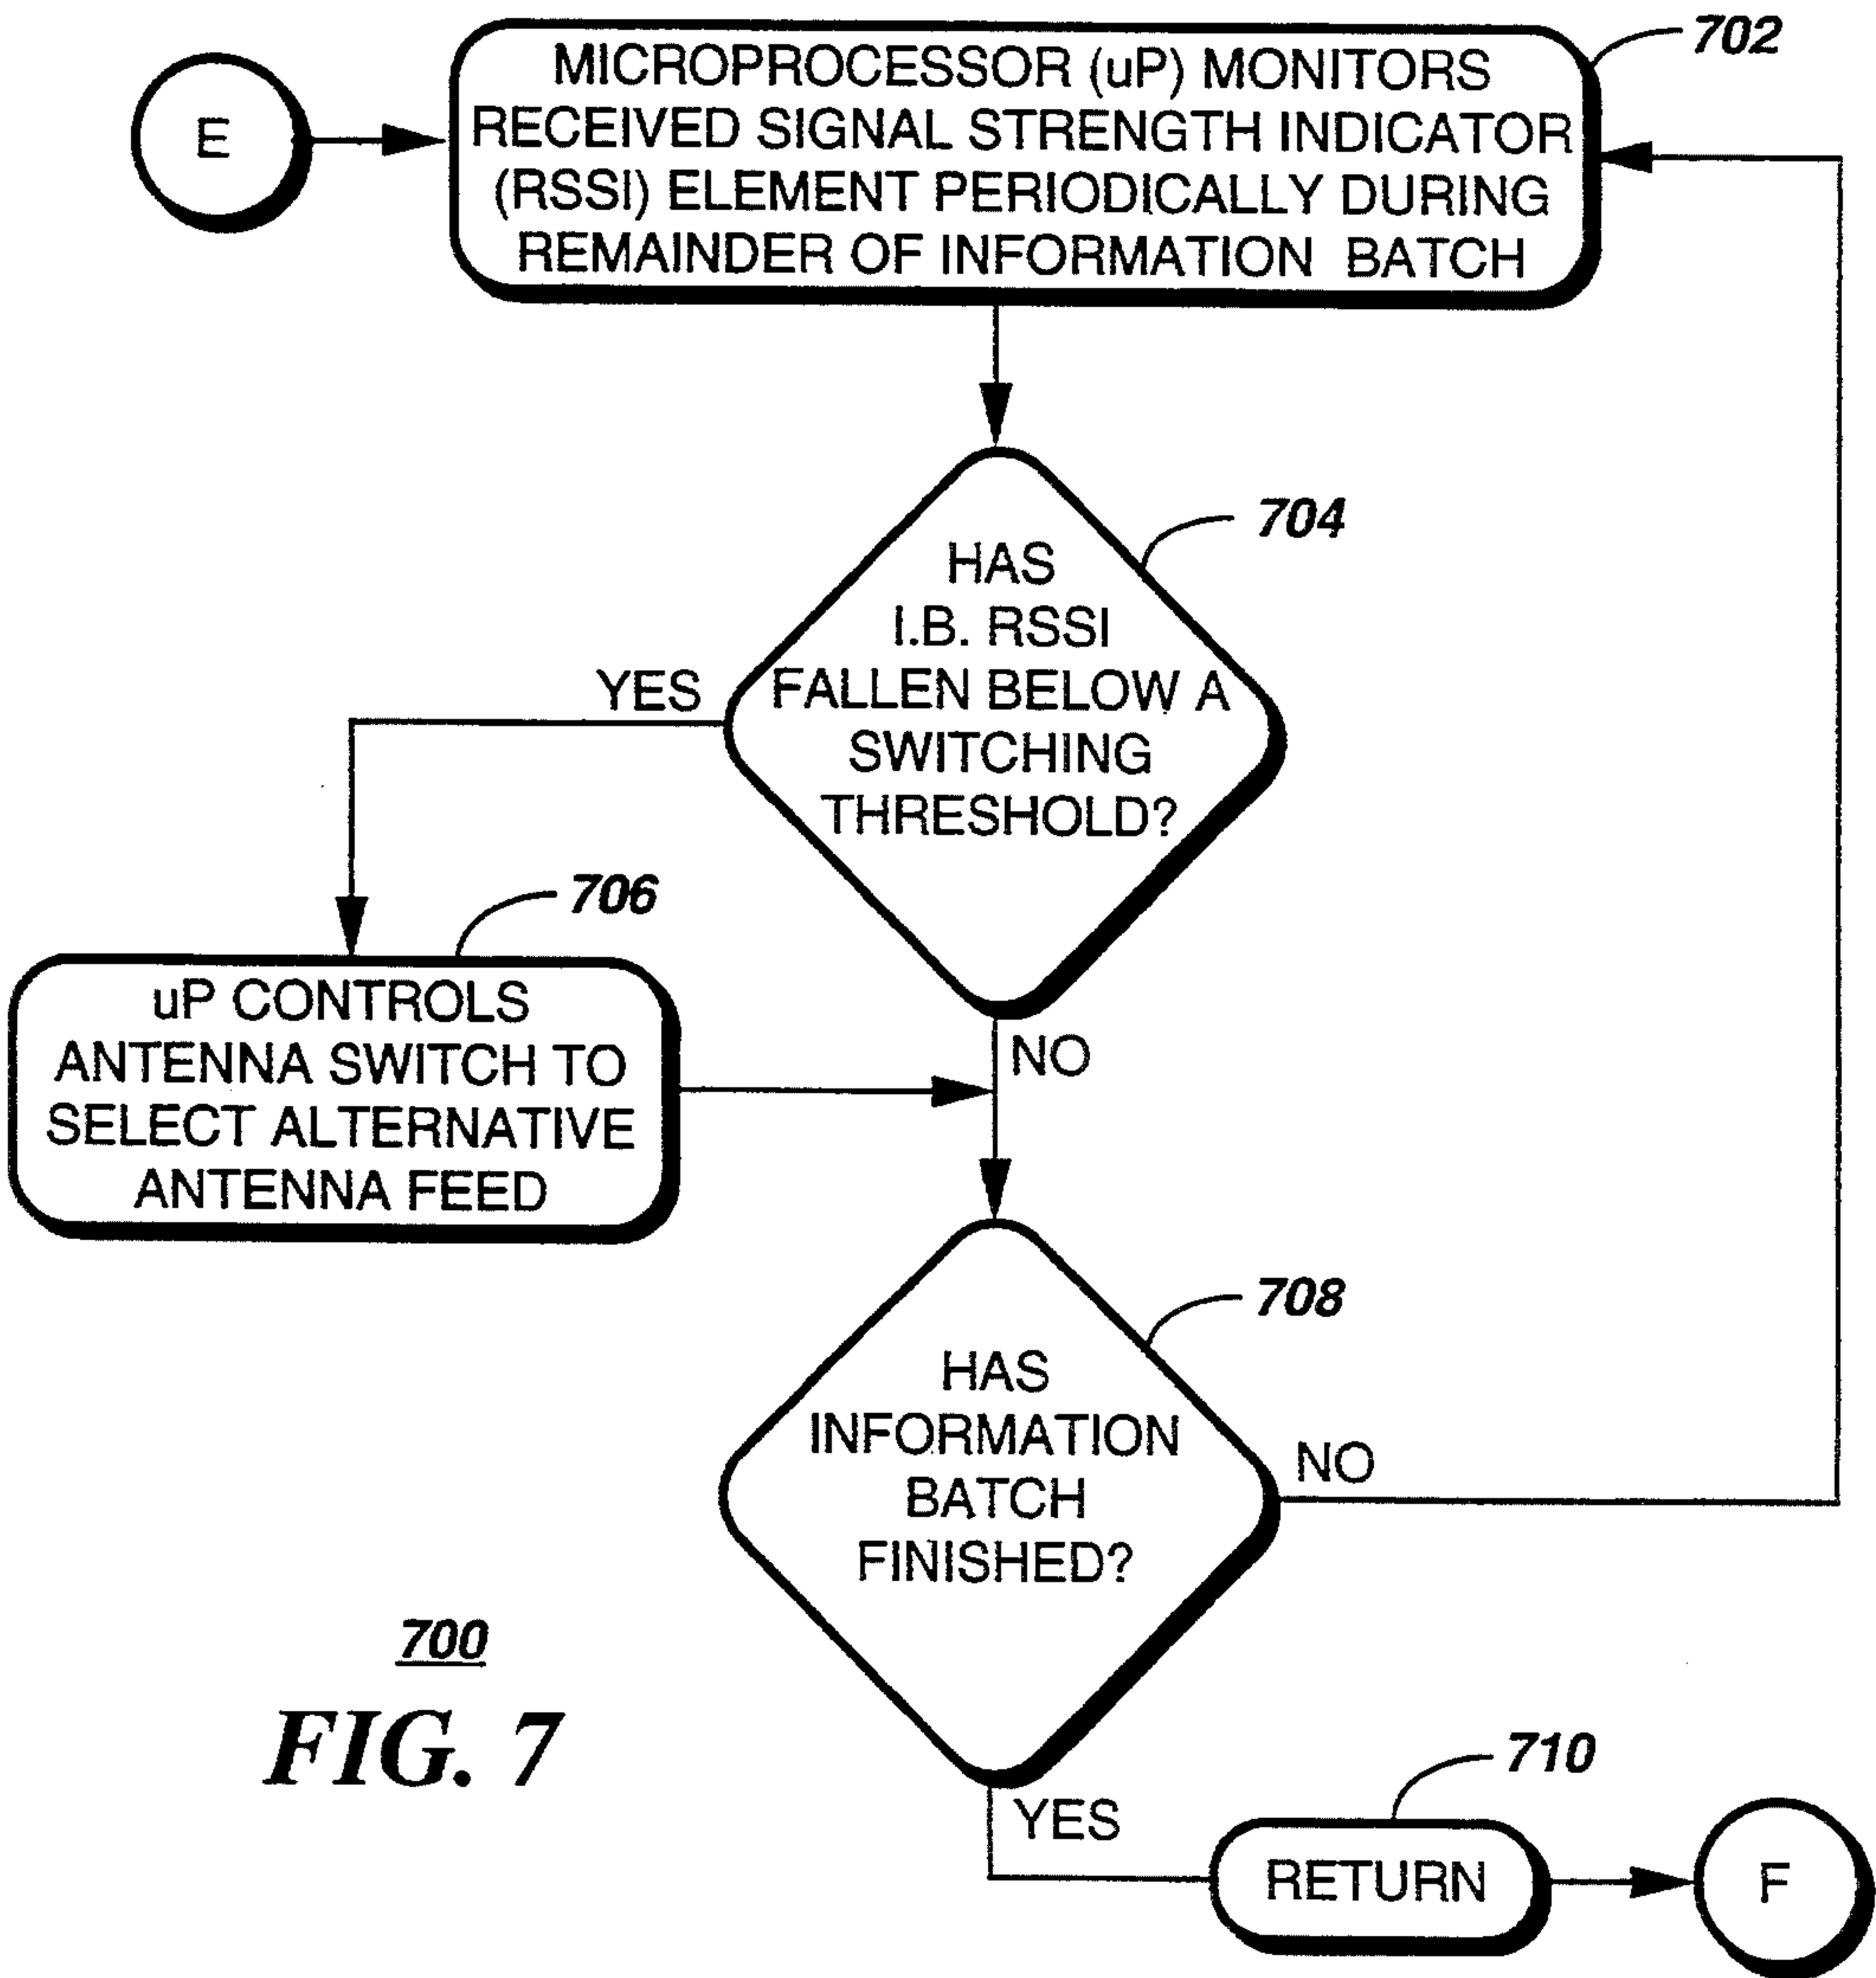 E
702
MICROPROCESSOR (uP) MONITORS
RECEIVED SIGNAL STRENGTH INDICATOR
(RSSI) ELEMENT PERIODICALLY DURING
REMAINDER OF INFORMATION BATCH
704
HAS
I.B. RSSI
FALLEN BELOW A
SWITCHING
THRESHOLD?
YES
706
uP CONTROLS
ANTENNA SWITCH TO
SELECT ALTERNATIVE
ANTENNA FEED
NO
708
HAS
INFORMATION
BATCH
FINISHED?
NO
700
FIG. 7
YES
710
RETURN
F